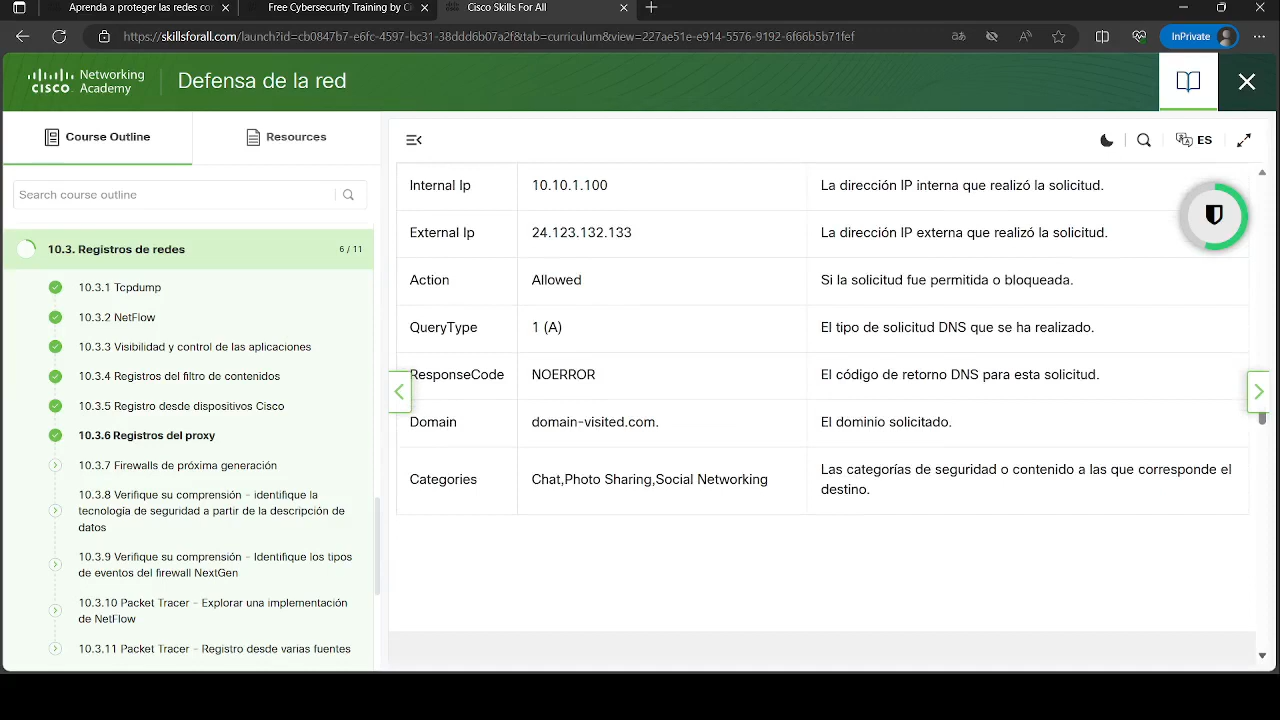 Aprenda a proteger las redes cor
Free Cybersecurity Training by Ci
Cisco Skills For All
https://skillsforall.com/launch?id=cb0847b7-e6fc-4597-bc31-38ddd6b07a2f&tab=curriculum&view=227ae51e-e914-5576-9192-6f66b5b71fef
InPrivate
CISCO
Networking
Academy
Defensa de la red
Course Outline
Resources
ES
Search course outline
10.3. Registros de redes
6 / 11
10.3.1 Tcpdump
10.3.2 NetFlow
10.3.3 Visibilidad y control de las aplicaciones
10.3.4 Registros del filtro de contenidos
10.3.5 Registro desde dispositivos Cisco
10.3.6 Registros del proxy
10.3.7 Firewalls de próxima generación
10.3.8 Verifique su comprensión - identifique la
tecnología de seguridad a partir de la descripción de
datos
10.3.9 Verifique su comprensión - Identifique los tipos
de eventos del firewall NextGen
10.3.10 Packet Tracer - Explorar una implementación
de NetFlow
10.3.11 Packet Tracer - Registro desde varias fuentes
Internal Ip 10.10.1.100 La dirección IP interna que realizó la solicitud.
External Ip 24.123.132.133 La dirección IP externa que realizó la solicitud.
Action Allowed Si la solicitud fue permitida o bloqueada.
QueryType 1 (A) El tipo de solicitud DNS que se ha realizado.
ResponseCode NOERROR El código de retorno DNS para esta solicitud.
Domain domain-visited.com. El dominio solicitado.
Categories Chat,Photo Sharing,Social Networking Las categorías de seguridad o contenido a las que corresponde el
destino.